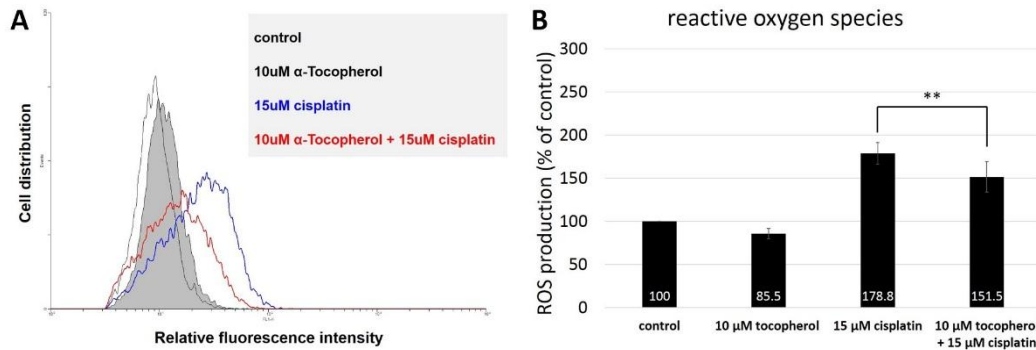 A
control
10uM α-Tocopherol
15uM cisplatin
10uM α-Tocopherol + 15uM cisplatin
Cell distribution
Relative fluorescence intensity
B
reactive oxygen species
ROS production (% of control)
300
250
200
150
100
50
0
**
100
85.5
178.8
151.5
control
10 µM tocopherol
15 µM cisplatin
10 µM tocopherol
+ 15 µM cisplatin